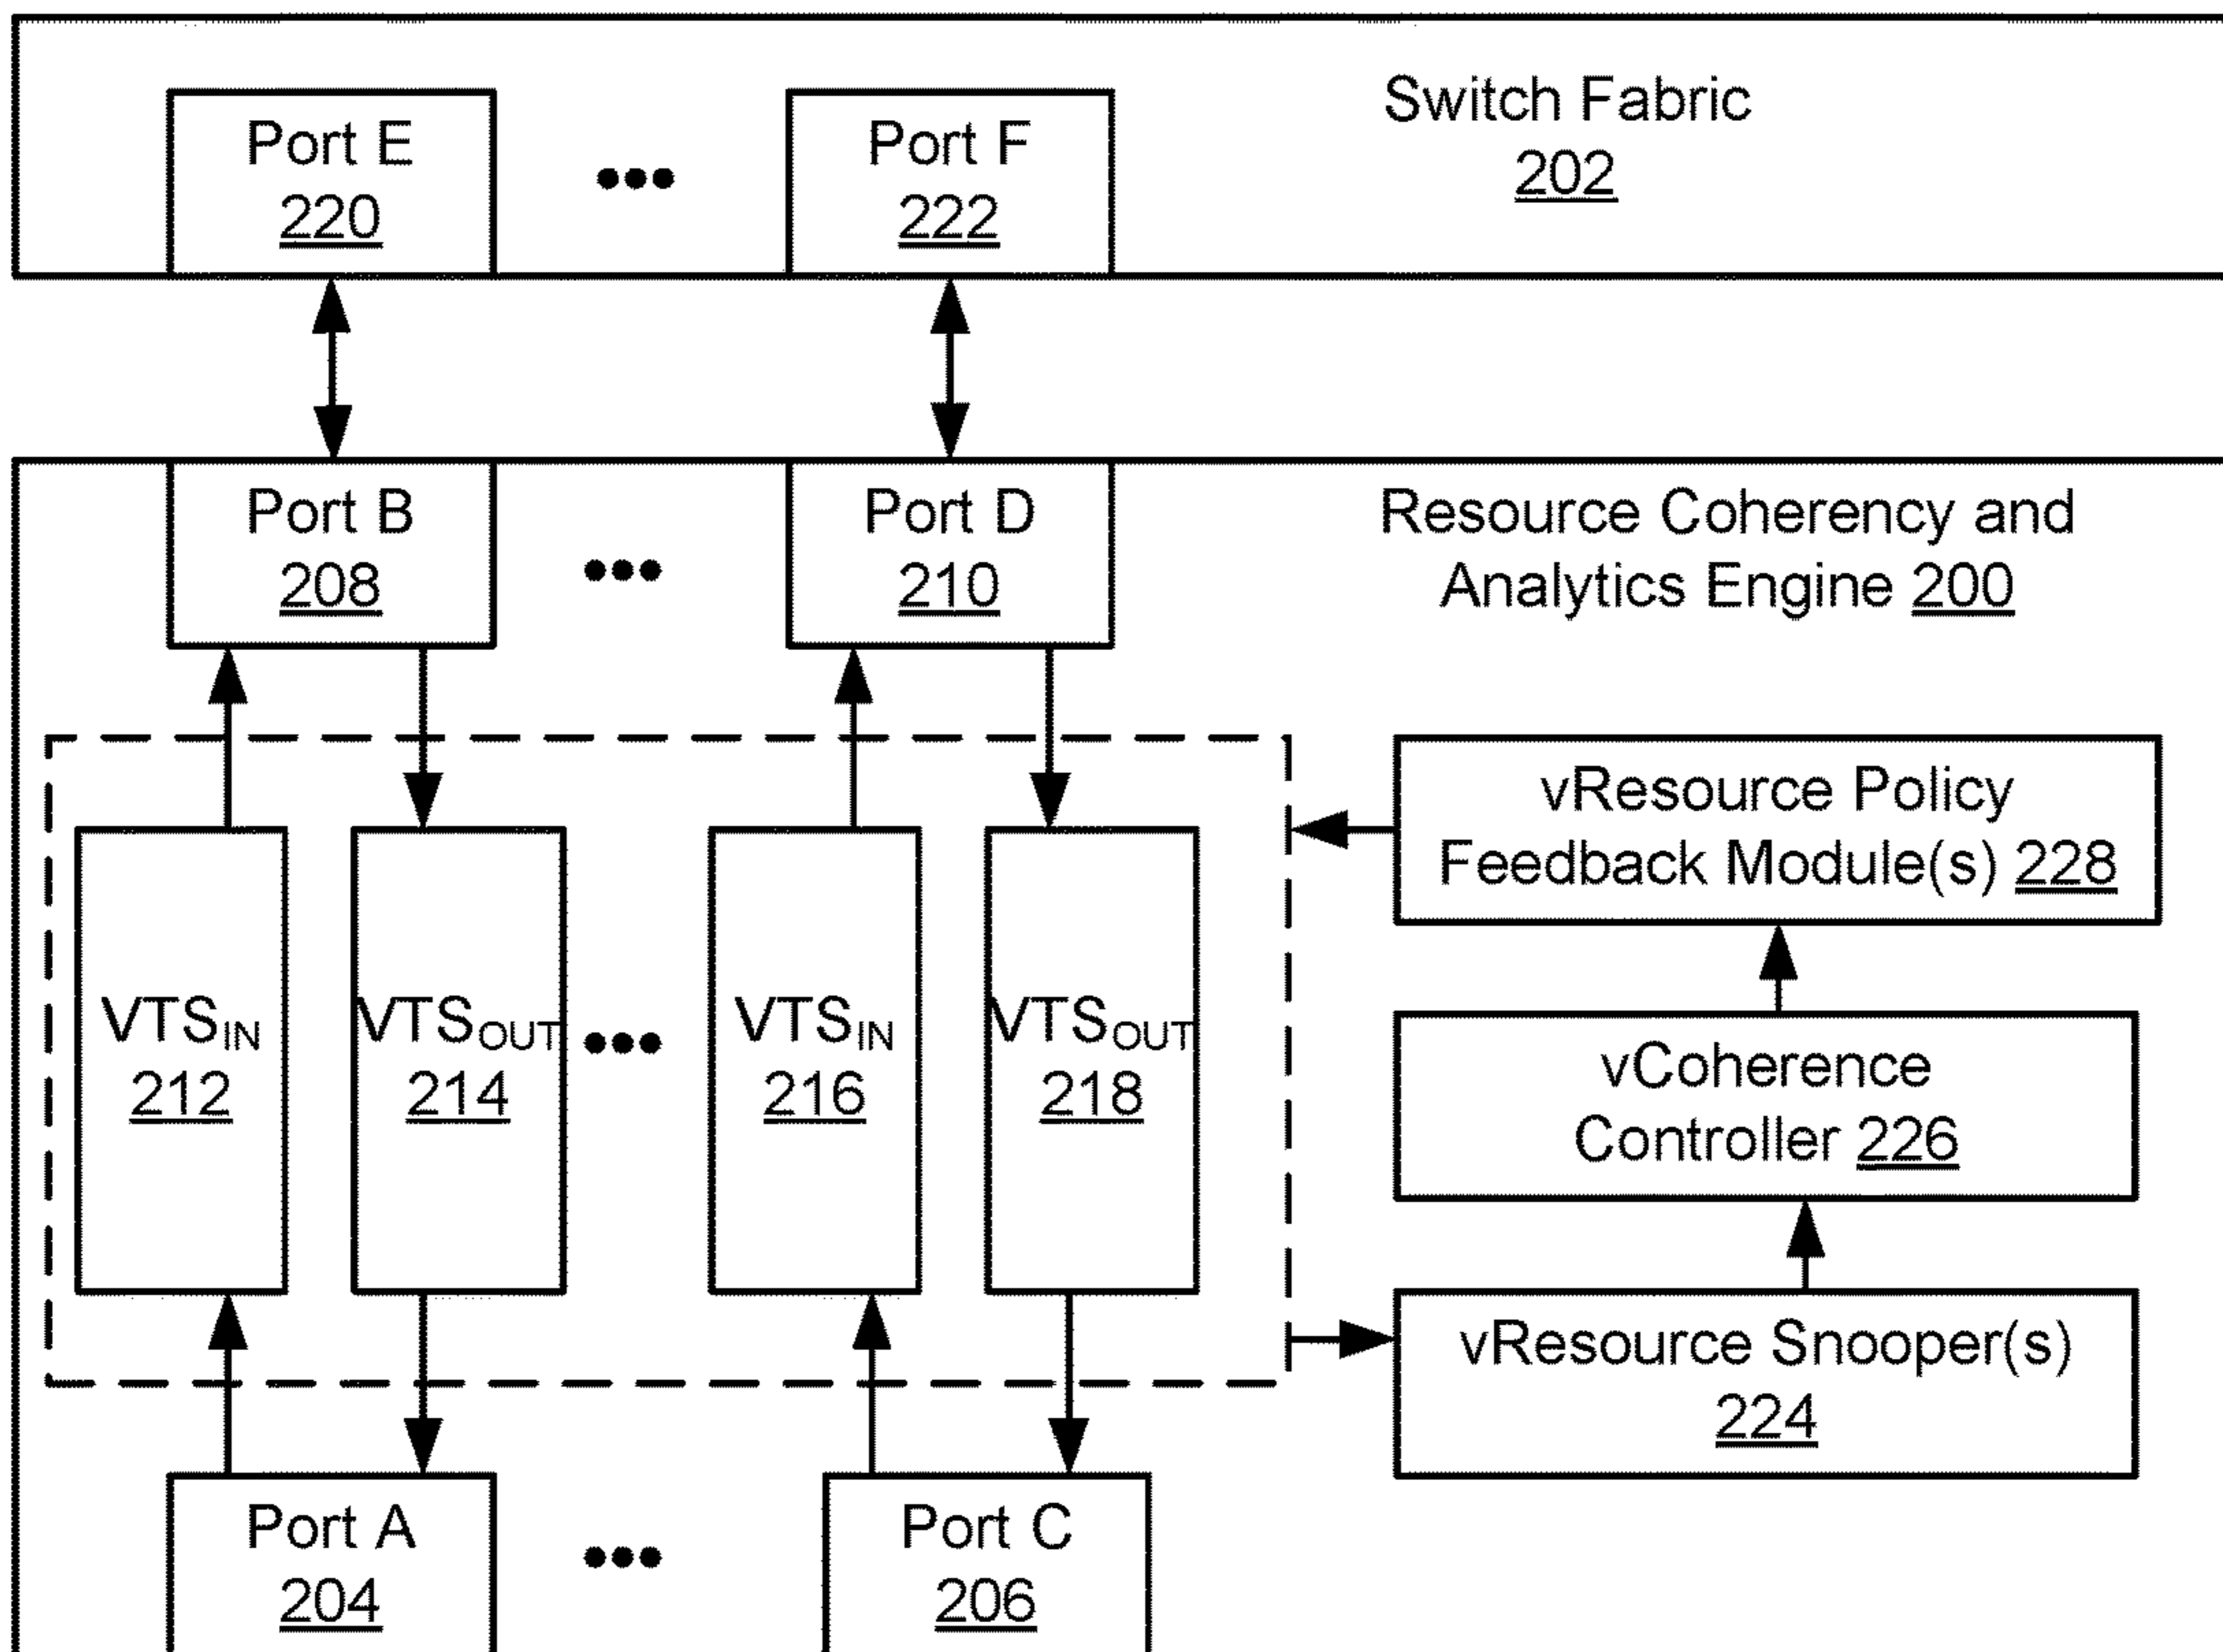 Switch Fabric
202
Port E
220
•••
Port F
222
Port B
208
•••
Port D
210
Resource Coherency and
Analytics Engine 200
vResource Policy
Feedback Module(s) 228
VTSIN
212
VTSOUT
214
•••
VTSIN
216
VTSOUT
218
vCoherence
Controller 226
vResource Snooper(s)
224
Port A
204
•••
Port C
206